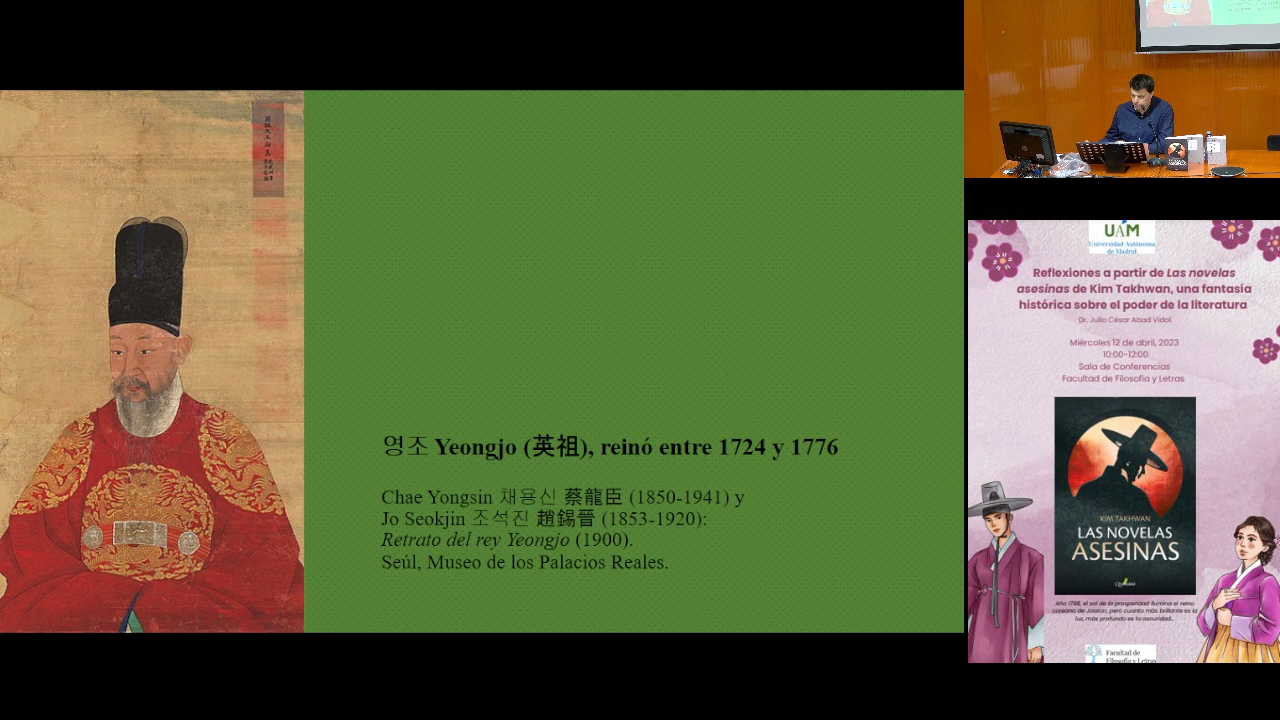 영조 Yeongjo (英祖), reinó entre 1724 y 1776
Chae Yongsin 채용신 蔡龍臣 (1850-1941) y
Jo Seokjin 조석진 趙錫晉 (1853-1920):
Retrato del rey Yeongjo (1900).
Seúl, Museo de los Palacios Reales.
UAM
Universidad Autónoma
de Madrid
Reflexiones a partir de Las novelas
asesinas de Kim Takhwan, una fantasía
histórica sobre el poder de la literatura
Dr. Julio César Abad Vidal
Miércoles 12 de abril, 2023
10:00-12:00
Sala de Conferencias
Facultad de Filosofía y Letras
KIM TAKHWAN
LAS NOVELAS
ASESINAS
Año 1788, el sol de la prosperidad ilumina el reino
coreano de Joseon; pero cuanto más brillante es la
luz, más profunda es la oscuridad...
Facultad de
Filosofía y Letras